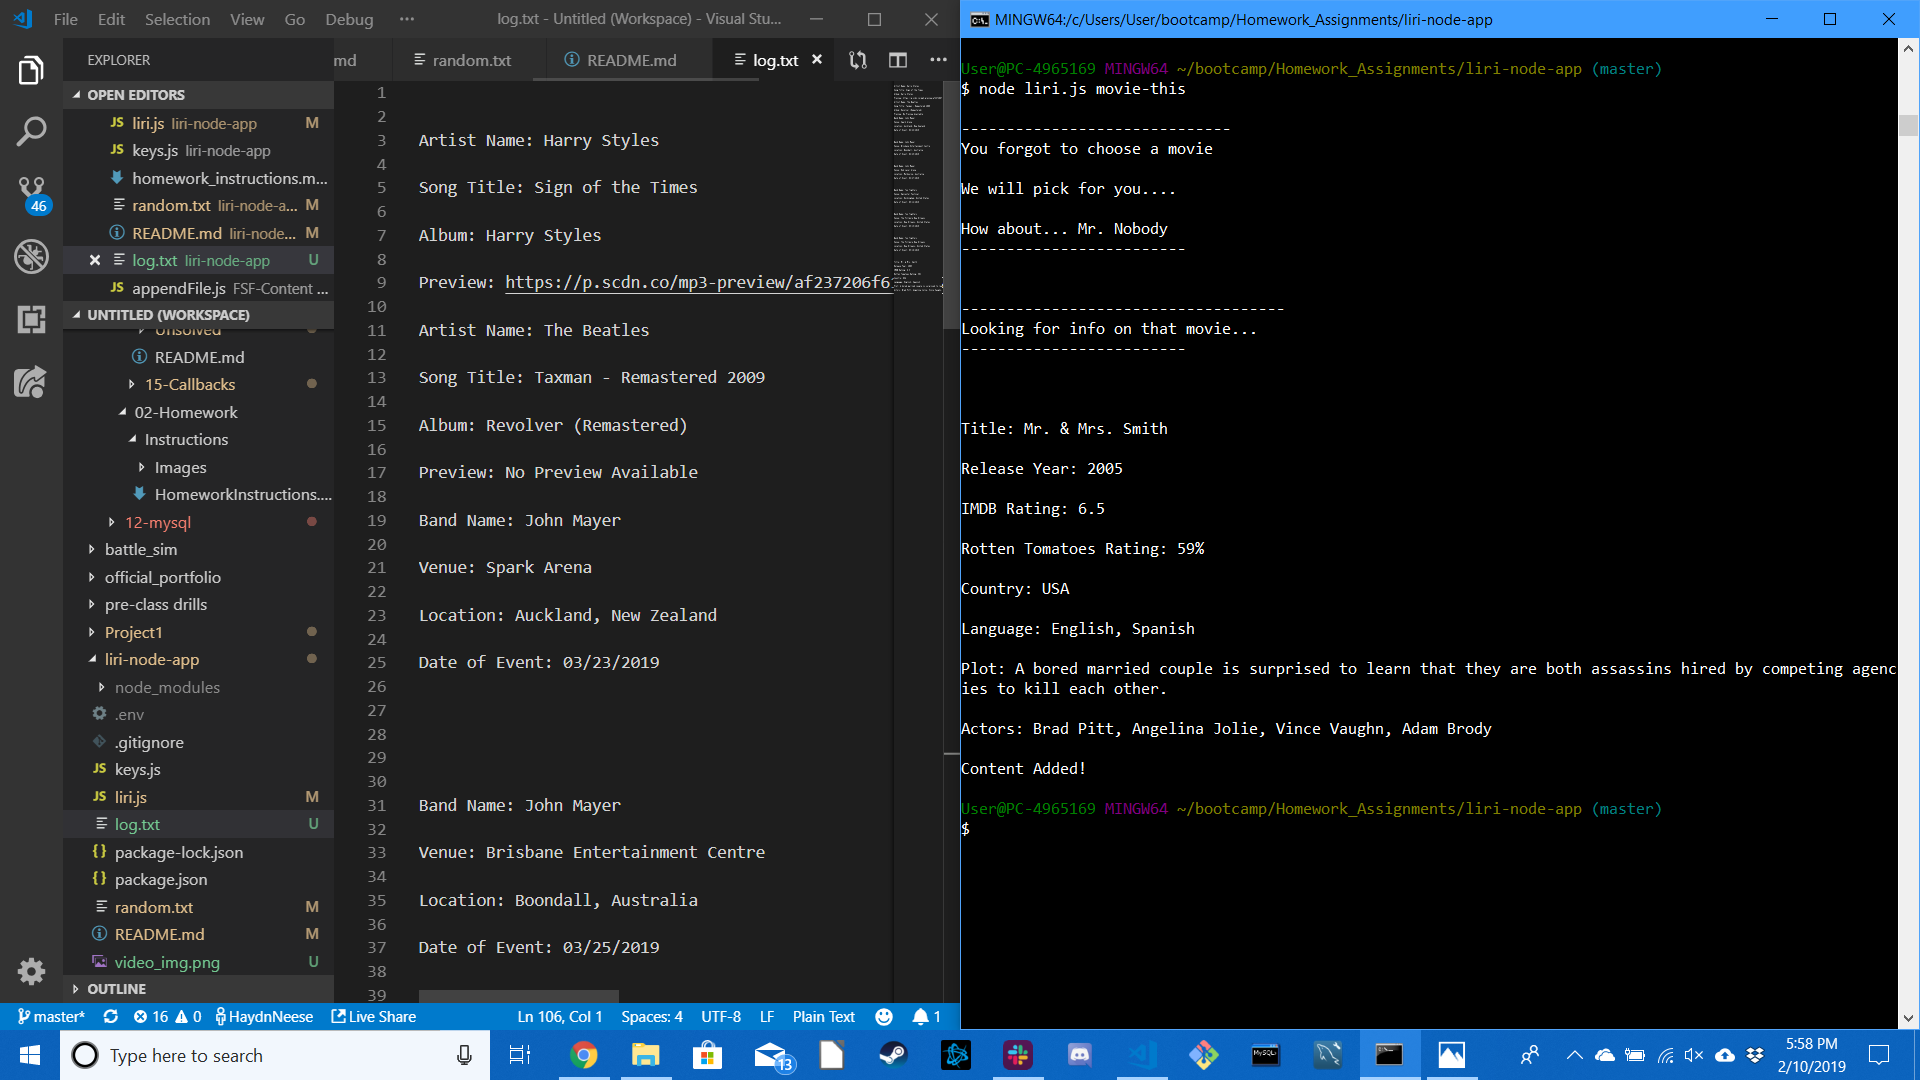 File Edit Selection View Go Debug ··· log.txt - Untitled (Workspace) - Visual Stu...
EXPLORER
OPEN EDITORS
JS liri.js liri-node-app M
JS keys.js liri-node-app
homework_instructions.m...
random.txt liri-node-a... M
README.md liri-node... M
log.txt liri-node-app U
JS appendFile.js FSF-Content ...
UNTITLED (WORKSPACE)
Unsolved
README.md
15-Callbacks
02-Homework
Instructions
Images
HomeworkInstructions....
12-mysql
battle_sim
official_portfolio
pre-class drills
Project1
liri-node-app
node_modules
.env
.gitignore
JS keys.js
JS liri.js M
log.txt U
{} package-lock.json
{} package.json
random.txt M
README.md M
video_img.png U
OUTLINE
46
md random.txt README.md log.txt
1
2
3 Artist Name: Harry Styles
4
5 Song Title: Sign of the Times
6
7 Album: Harry Styles
8
9 Preview: https://p.scdn.co/mp3-preview/af237206f6
10
11 Artist Name: The Beatles
12
13 Song Title: Taxman - Remastered 2009
14
15 Album: Revolver (Remastered)
16
17 Preview: No Preview Available
18
19 Band Name: John Mayer
20
21 Venue: Spark Arena
22
23 Location: Auckland, New Zealand
24
25 Date of Event: 03/23/2019
26
27
28
29
30
31 Band Name: John Mayer
32
33 Venue: Brisbane Entertainment Centre
34
35 Location: Boondall, Australia
36
37 Date of Event: 03/25/2019
38
39
master* 16 0 HaydnNeese Live Share Ln 106, Col 1 Spaces: 4 UTF-8 LF Plain Text 1
MINGW64:/c/Users/User/bootcamp/Homework_Assignments/liri-node-app
User@PC-4965169 MINGW64 ~/bootcamp/Homework_Assignments/liri-node-app (master)
$ node liri.js movie-this
------------------------------
You forgot to choose a movie
We will pick for you....
How about... Mr. Nobody
-------------------------
------------------------------------
Looking for info on that movie...
-------------------------
Title: Mr. & Mrs. Smith
Release Year: 2005
IMDB Rating: 6.5
Rotten Tomatoes Rating: 59%
Country: USA
Language: English, Spanish
Plot: A bored married couple is surprised to learn that they are both assassins hired by competing agenc
ies to kill each other.
Actors: Brad Pitt, Angelina Jolie, Vince Vaughn, Adam Brody
Content Added!
User@PC-4965169 MINGW64 ~/bootcamp/Homework_Assignments/liri-node-app (master)
$
Type here to search
13
MySQL
5:58 PM
2/10/2019